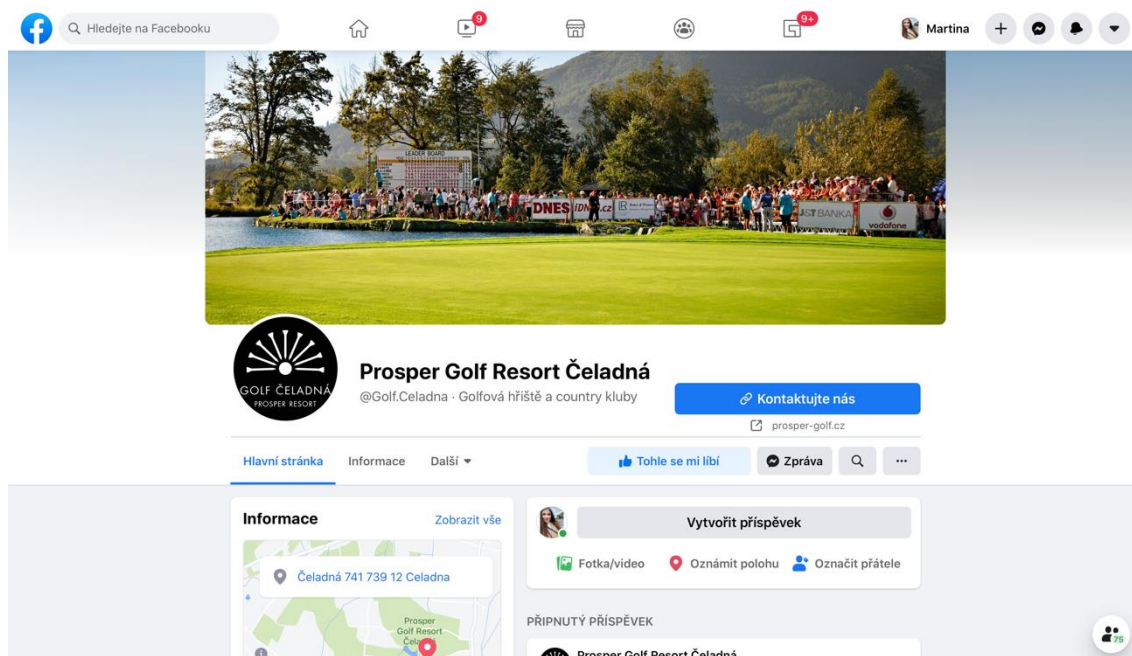 Hledejte na Facebooku
9
9+
Martina
LEADER BOARD
DNES iDNES.cz
J&T BANKA
vodafone
GOLF ČELADNÁ
PROSPER RESORT
Prosper Golf Resort Čeladná
@Golf.Celadna · Golfová hřiště a country kluby
Kontaktujte nás
prosper-golf.cz
Hlavní stránka
Informace
Další
Tohle se mi líbí
Zpráva
Informace
Zobrazit vše
Čeladná 741 739 12 Celadna
Prosper
Golf Resort
Vytvořit příspěvek
Fotka/video
Oznámit polohu
Označit přátele
PŘIPNUTÝ PŘÍSPĚVEK
Prosper Golf Resort Čeladná
75